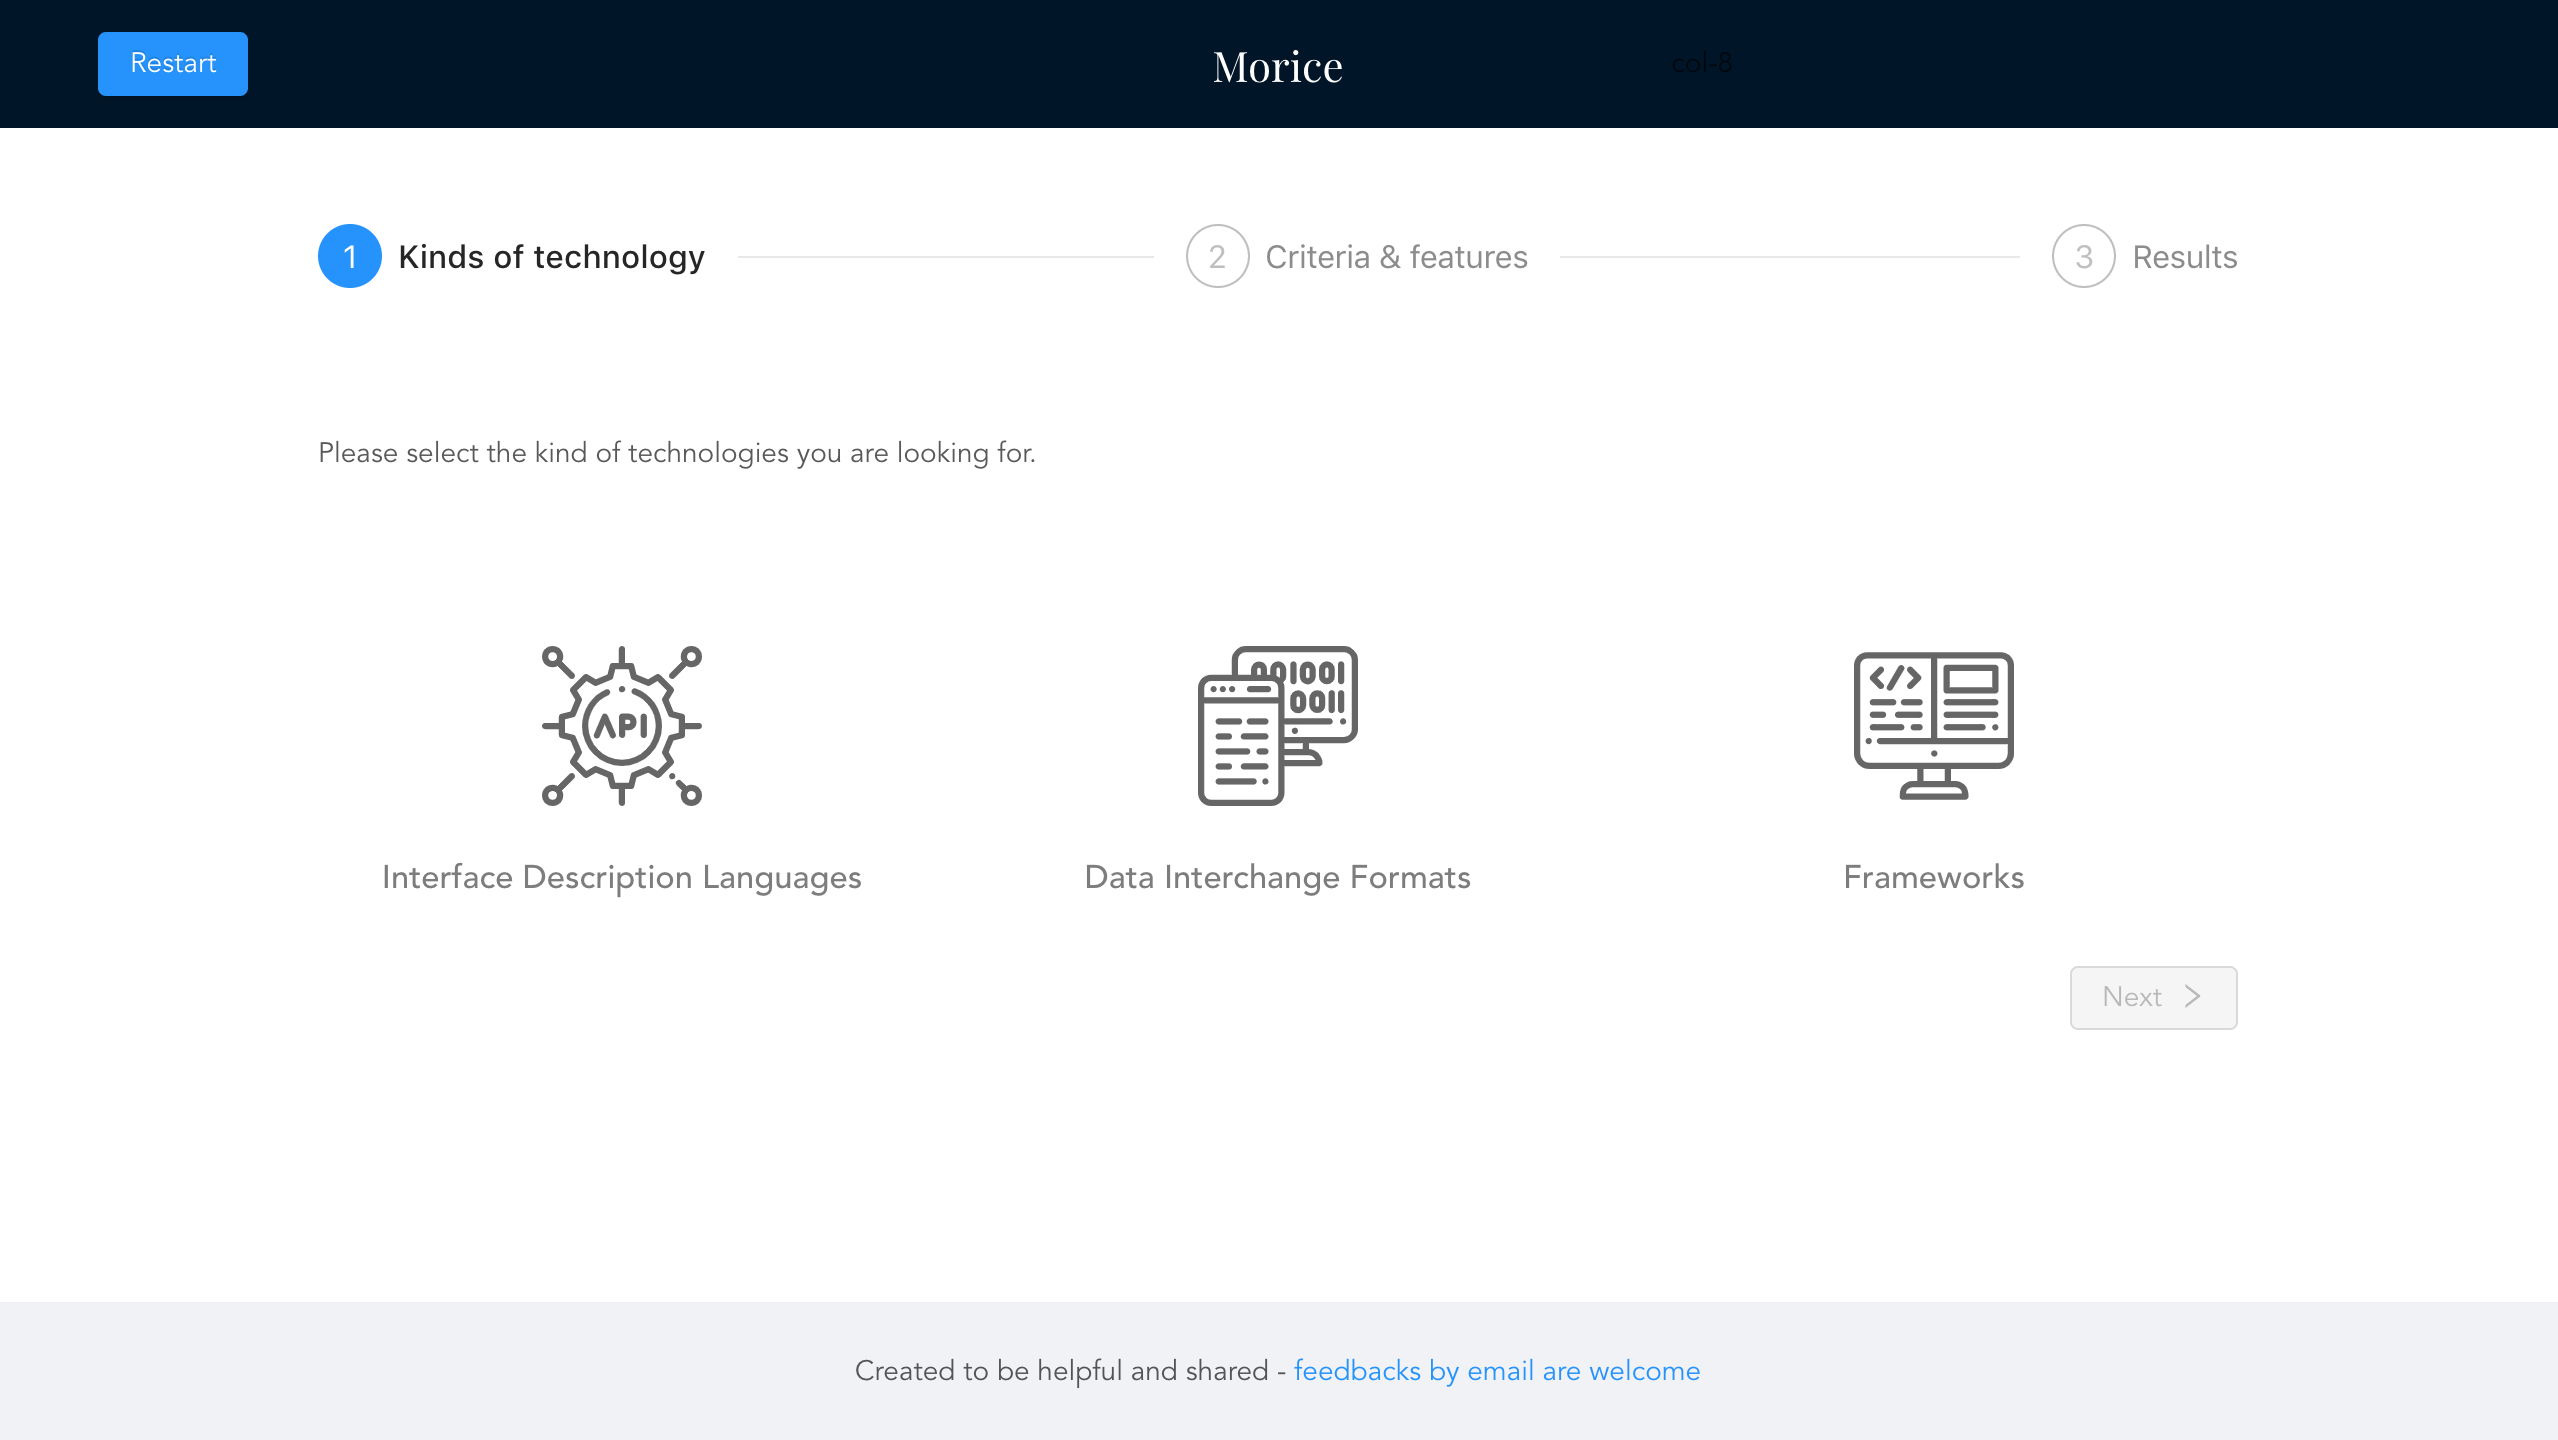 Restart
Morice
col-8
1 Kinds of technology
2 Criteria & features
3 Results
Please select the kind of technologies you are looking for.
API
001001
0011
</>
Interface Description Languages
Data Interchange Formats
Frameworks
Next
Created to be helpful and shared - feedbacks by email are welcome